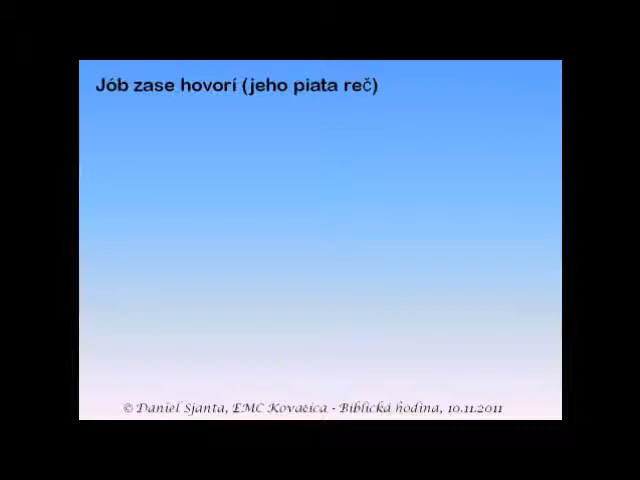 Jób zase hovorí (jeho piata reč)
© Daniel Sjanta, EMC Kovačica - Biblická hodina, 10.11.2011